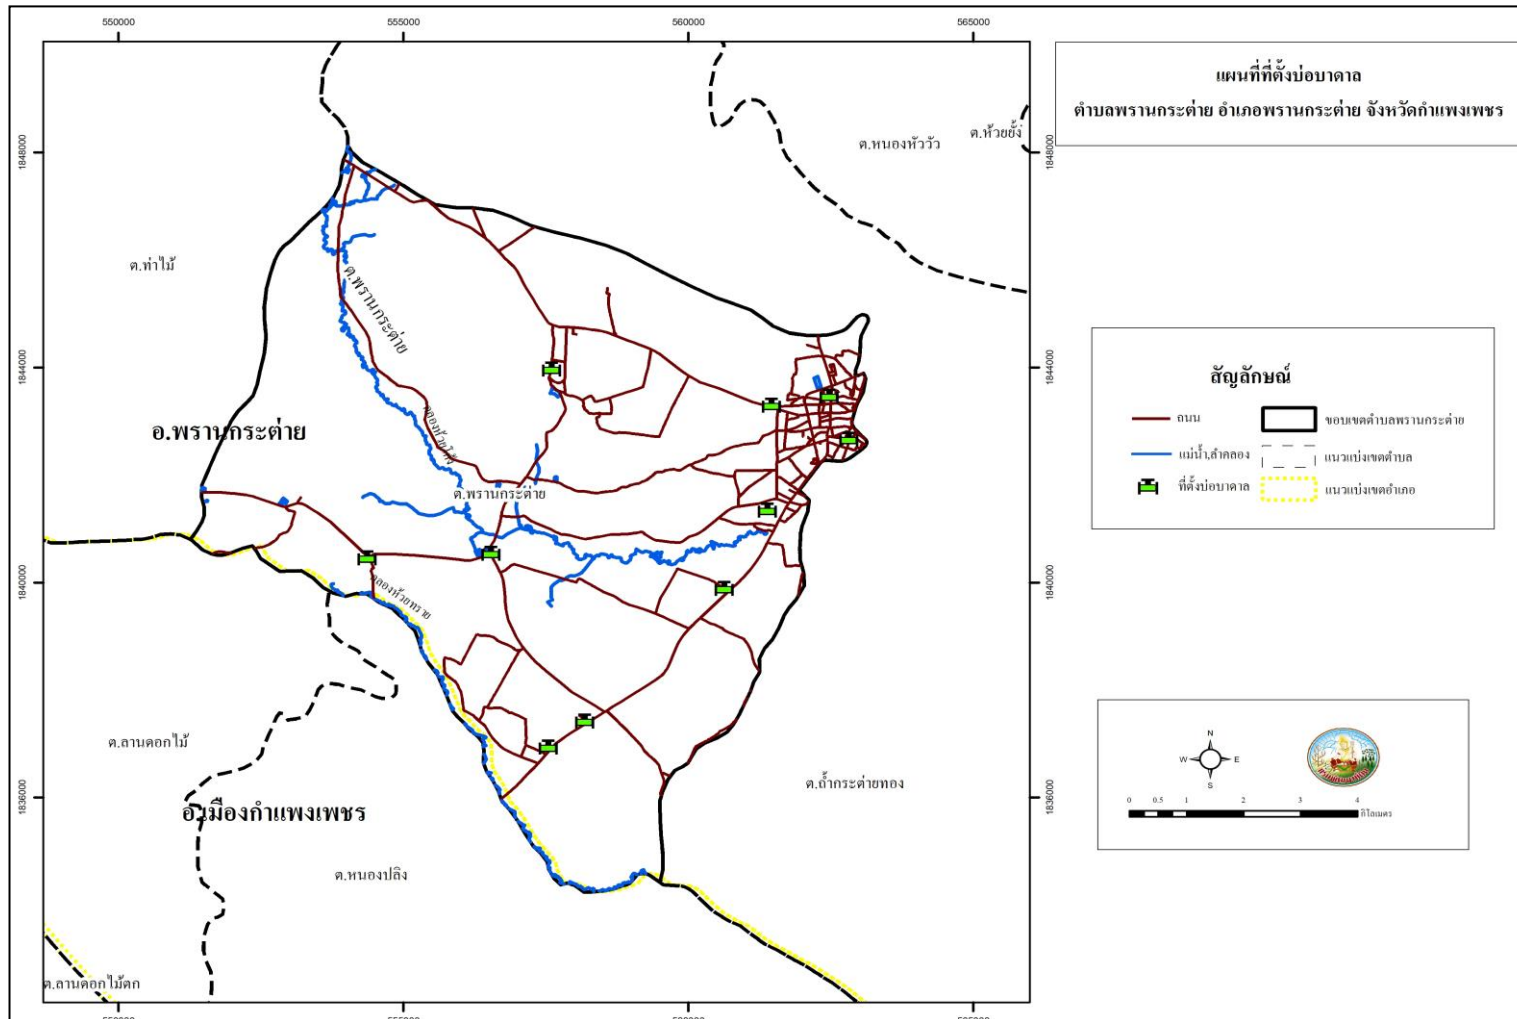 550000 555000 560000 565000
แผนที่ที่ตั้งบ่อบาดาล
ตำบลพรานกระต่าย อำเภอพรานกระต่าย จังหวัดกำแพงเพชร
1848000
1848000
ต.หนองหัววัว
ต.ห้วยยั้ง
ต.ท่าไม้
ต.พรานกระต่าย
1844000
1844000
สัญลักษณ์
ถนน
ขอบเขตตำบลพรานกระต่าย
แม่น้ำ,ลำคลอง
แนวแบ่งเขตตำบล
ที่ตั้งบ่อบาดาล
แนวแบ่งเขตอำเภอ
อ.พรานกระต่าย
ต.พรานกระต่าย
1840000
1840000
คลองห้วยทราย
ต.ลานดอกไม้
ต.ถ้ำกระต่ายทอง
N
W E
S
1836000
1836000
อ.เมืองกำแพงเพชร
0 0.5 1 2 3 4
กิโลเมตร
ต.หนองปลิง
ต.ลานดอกไม้ตก
550000 555000 560000 565000